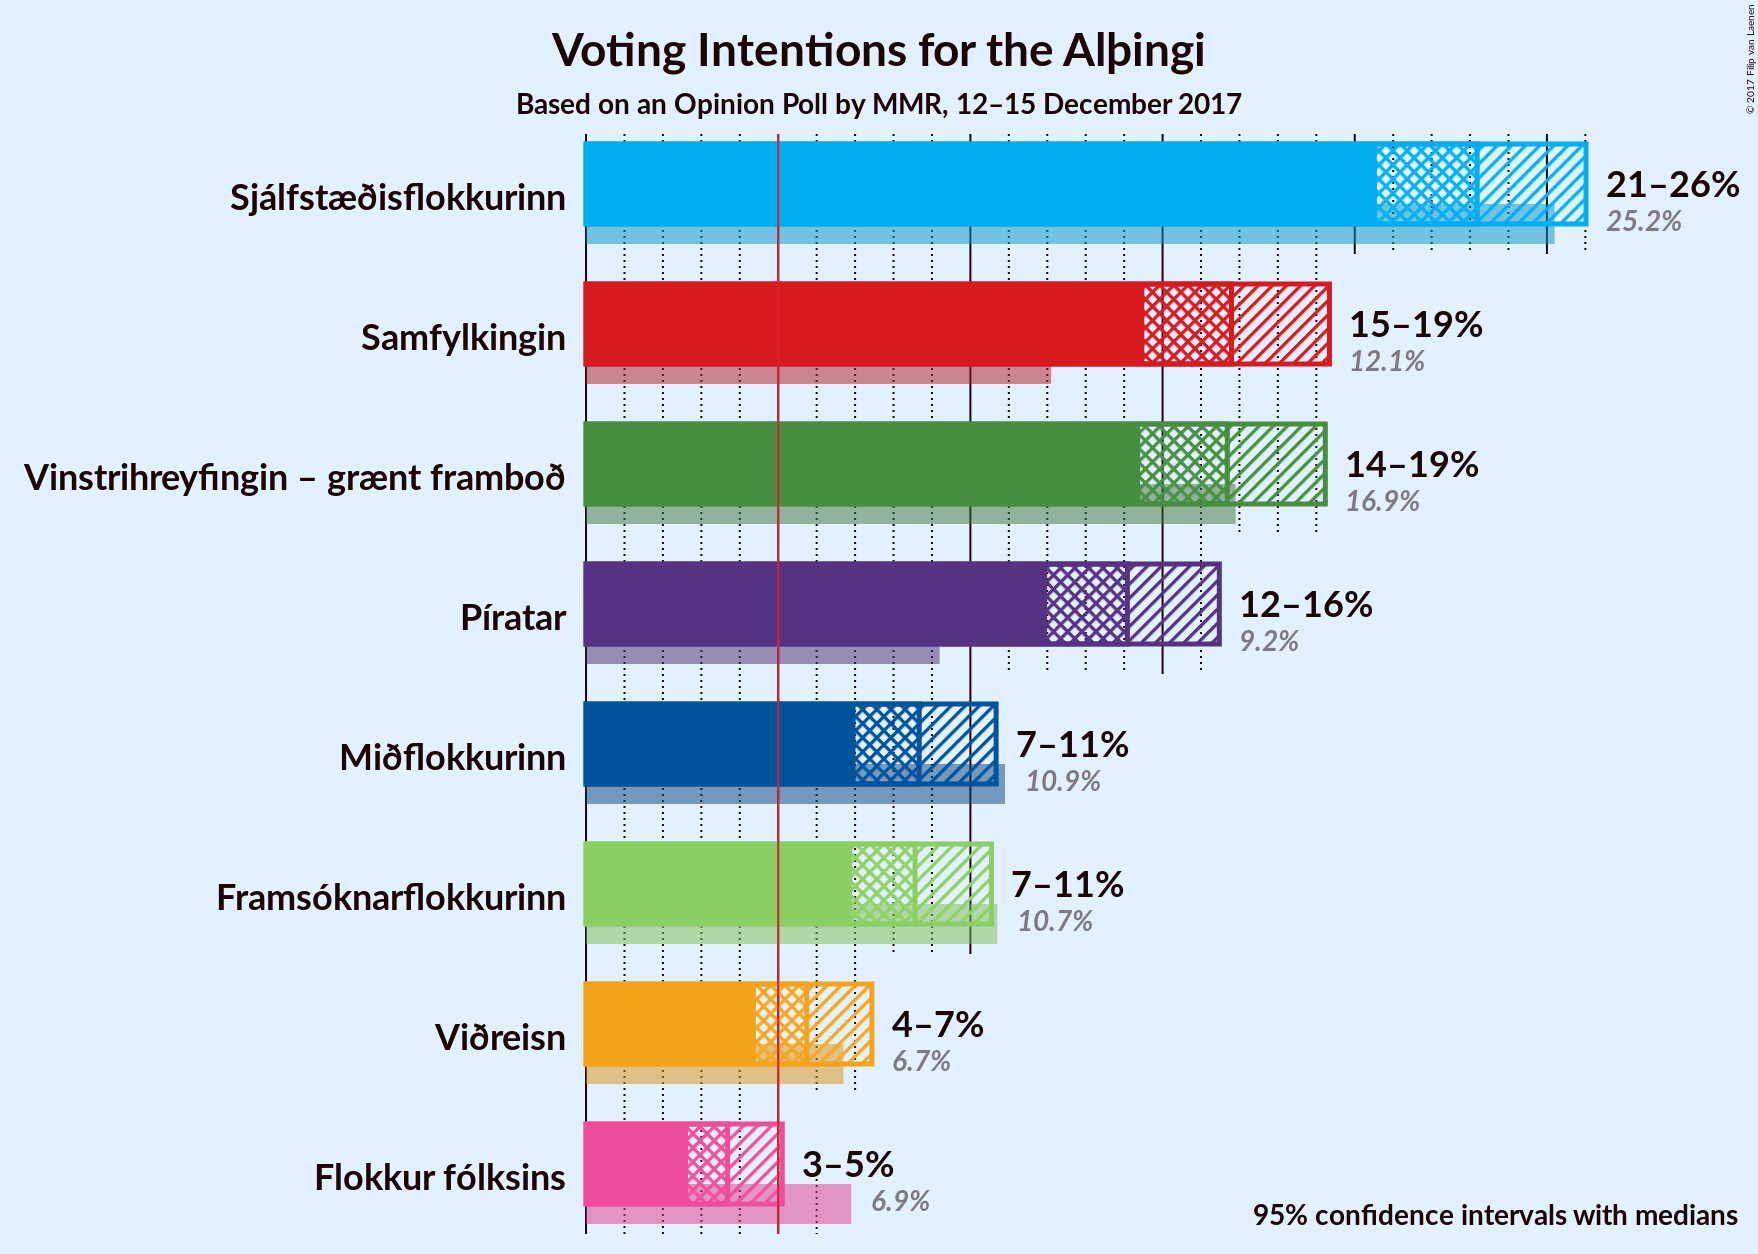 Voting Intentions for the Alþingi
Based on an Opinion Poll by MMR, 12–15 December 2017
© 2017 Filip van Laenen
Sjálfstæðisflokkurinn
21–26%
25.2%
Samfylkingin
15–19%
12.1%
Vinstrihreyfingin – grænt framboð
14–19%
16.9%
Píratar
12–16%
9.2%
Miðflokkurinn
7–11%
10.9%
Framsóknarflokkurinn
7–11%
10.7%
Viðreisn
4–7%
6.7%
Flokkur fólksins
3–5%
6.9%
95% confidence intervals with medians